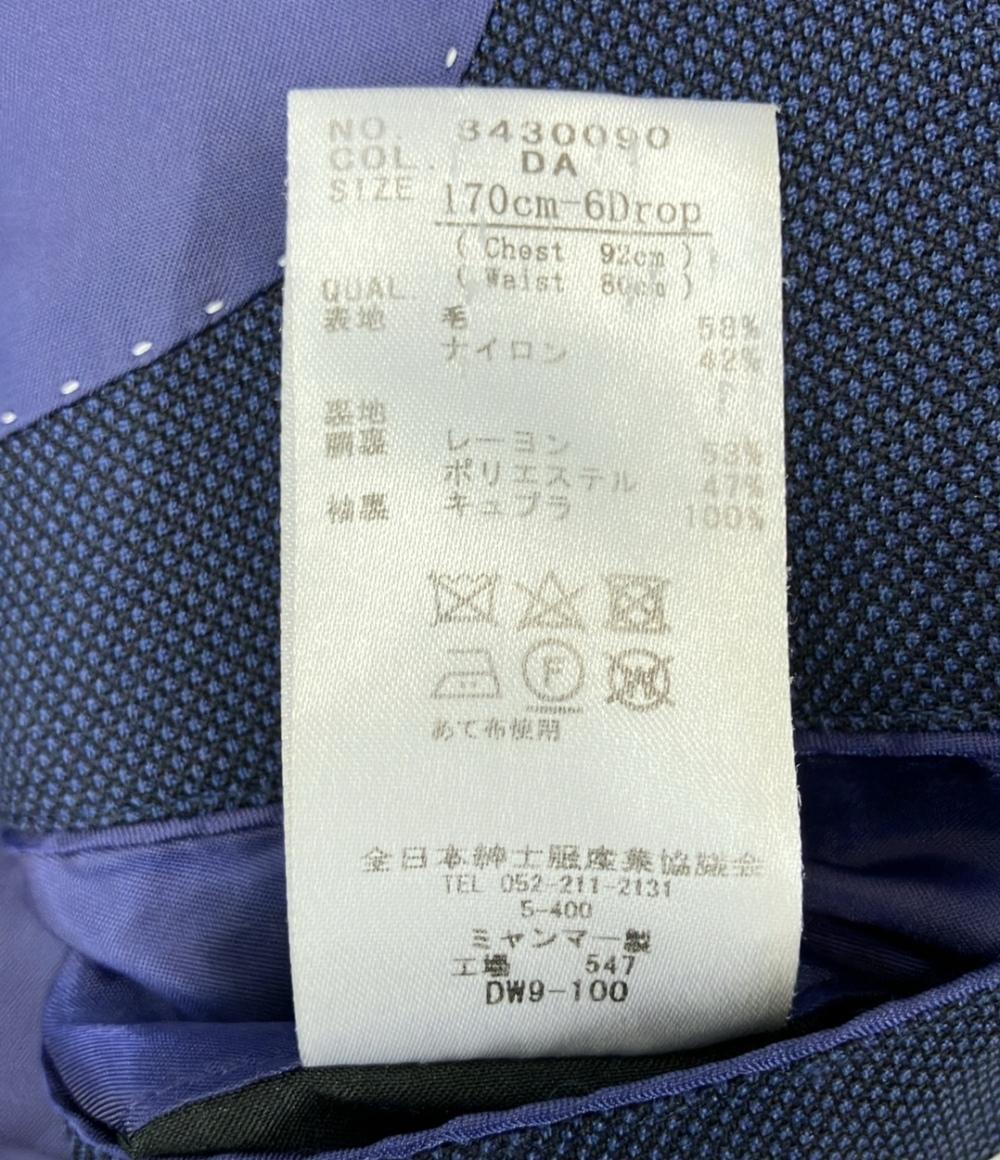 NO. 3430090
COL. DA
SIZE 170cm-6Drop
( Chest 92cm )
( Waist 80cm )
QUAL.
表地 毛 58%
ナイロン 42%
裏地
胴裏 レーヨン 53%
ポリエステル 47%
袖裏 キュプラ 100%
F
W
あて布使用
全日本紳士服産業協議会
TEL 052-211-2131
5-400
ミャンマー製
工場 547
DW9-100